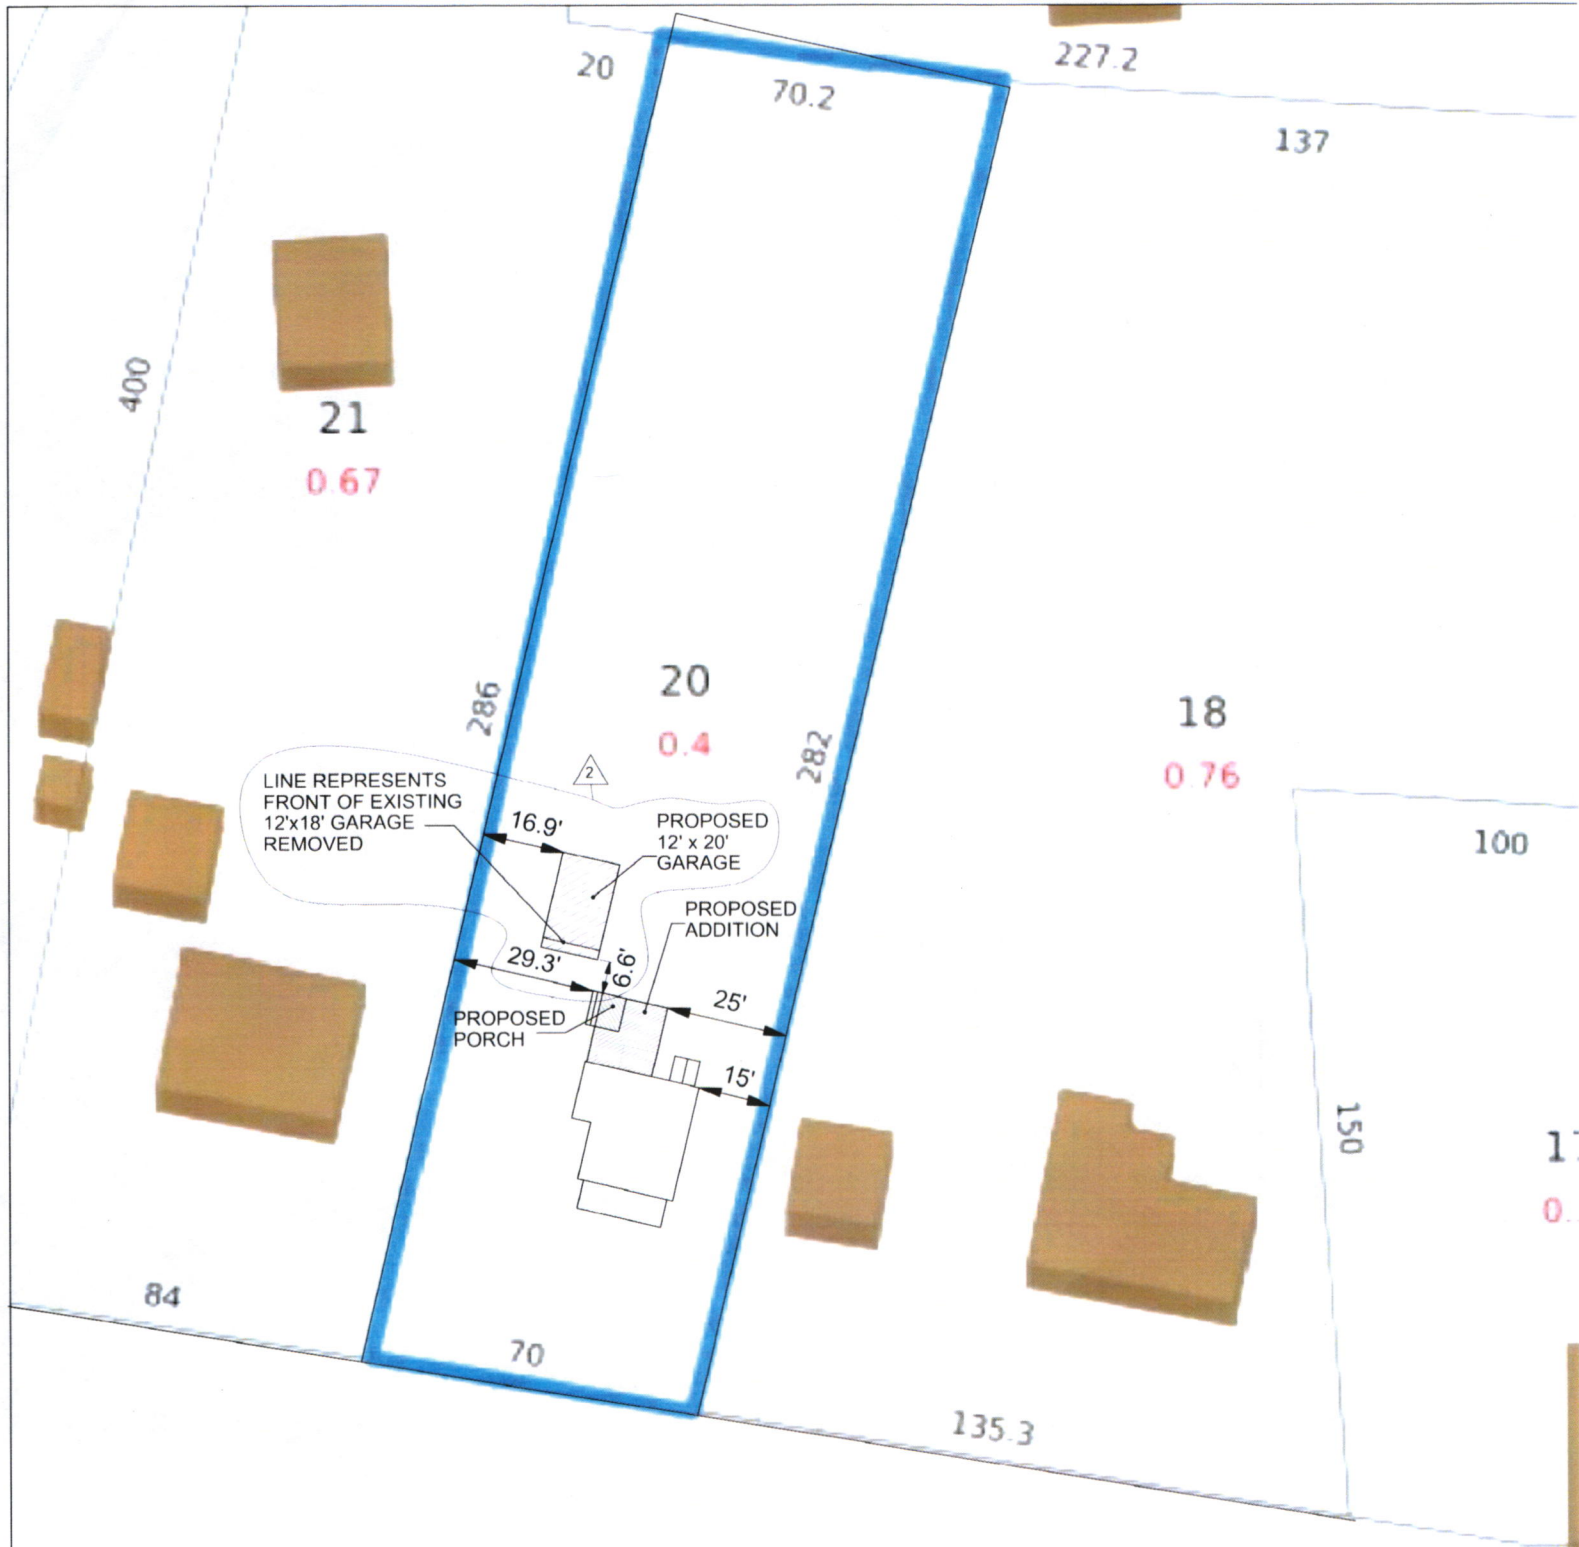 20
70.2
227.2
137
400
21
0.67
286
20
0.4
282
18
0.76
2
LINE REPRESENTS
FRONT OF EXISTING
12'x18' GARAGE
REMOVED
16.9'
PROPOSED
12' x 20'
GARAGE
100
PROPOSED
ADDITION
29.3'
6.6'
25'
PROPOSED
PORCH
15'
150
84
70
135.3